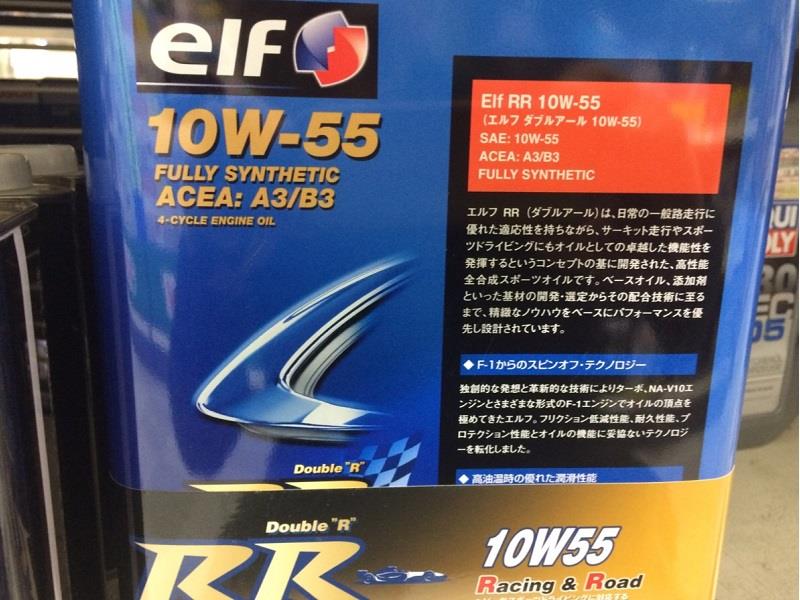 elf
10W-55
FULLY SYNTHETIC
ACEA: A3/B3
4-CYCLE ENGINE OIL
Elf RR 10W-55
(エルフ ダブルアール 10W-55)
SAE: 10W-55
ACEA: A3/B3
FULLY SYNTHETIC
エルフ RR（ダブルアール）は、日常の一般路走行に
優れた適応性を持ちながら、サーキット走行やスポー
ツドライビングにもオイルとしての卓越した機能性を
発揮するというコンセプトの基に開発された、高性能
全合成スポーツオイルです。ベースオイル、添加剤
といった基材の開発・選定からその配合技術に至る
まで、精緻なノウハウをベースにパフォーマンスを優
先し設計されています。
◆ F-1からのスピンオフ・テクノロジー
独創的な発想と革新的な技術によりターボ、NA-V10エ
ンジンとさまざまな形式のF-1エンジンでオイルの頂点を
極めてきたエルフ。フリクション低減性能、耐久性能、プ
ロテクション性能とオイルの機能に妥協ないテクノロジ
ーを転化しました。
◆ 高油温時の優れた潤滑性能
Double "R"
Double "R"
RR
10W55
Racing & Road